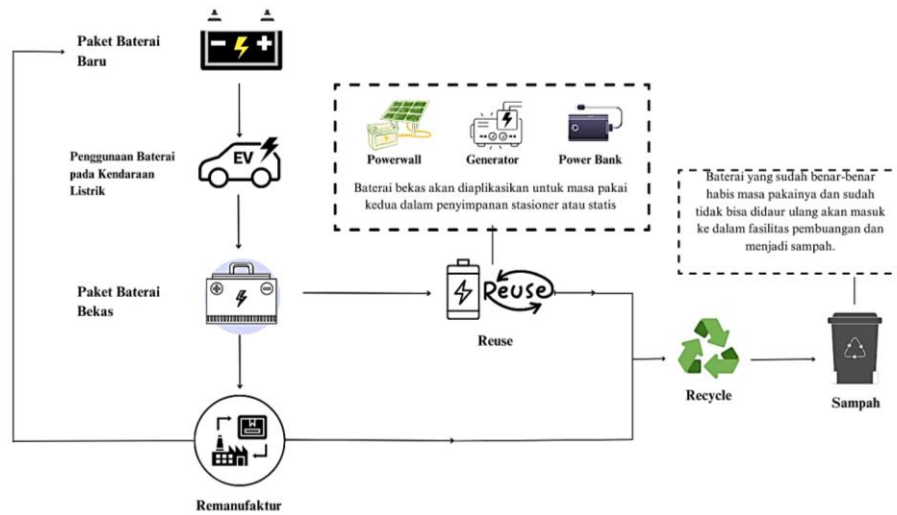 Paket Baterai
Baru
Penggunaan Baterai
pada Kendaraan
Listrik
EV
Powerwall
Generator
Power Bank
Baterai bekas akan diaplikasikan untuk masa pakai
kedua dalam penyimpanan stasioner atau statis
Baterai yang sudah benar-benar
habis masa pakainya dan sudah
tidak bisa didaur ulang akan masuk
ke dalam fasilitas pembuangan dan
menjadi sampah.
Paket Baterai
Bekas
Reuse
Reuse
Recycle
Sampah
Remanufaktur